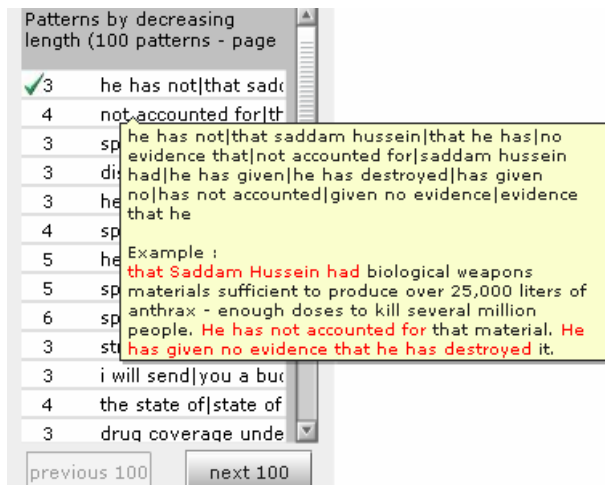 Patterns by decreasing
length (100 patterns - page
3 he has not|that sad
4 not accounted for|th
3 sp
3 di
3 he
4 sp
5 he
5 sp
6 sp
3 st
3 i will send|you a bu
4 the state of|state of
3 drug coverage unde
previous 100 next 100
he has not|that saddam hussein|that he has|no
evidence that|not accounted for|saddam hussein
had|he has given|he has destroyed|has given
no|has not accounted|given no evidence|evidence
that he
Example :
that Saddam Hussein had biological weapons
materials sufficient to produce over 25,000 liters of
anthrax - enough doses to kill several million
people. He has not accounted for that material. He
has given no evidence that he has destroyed it.